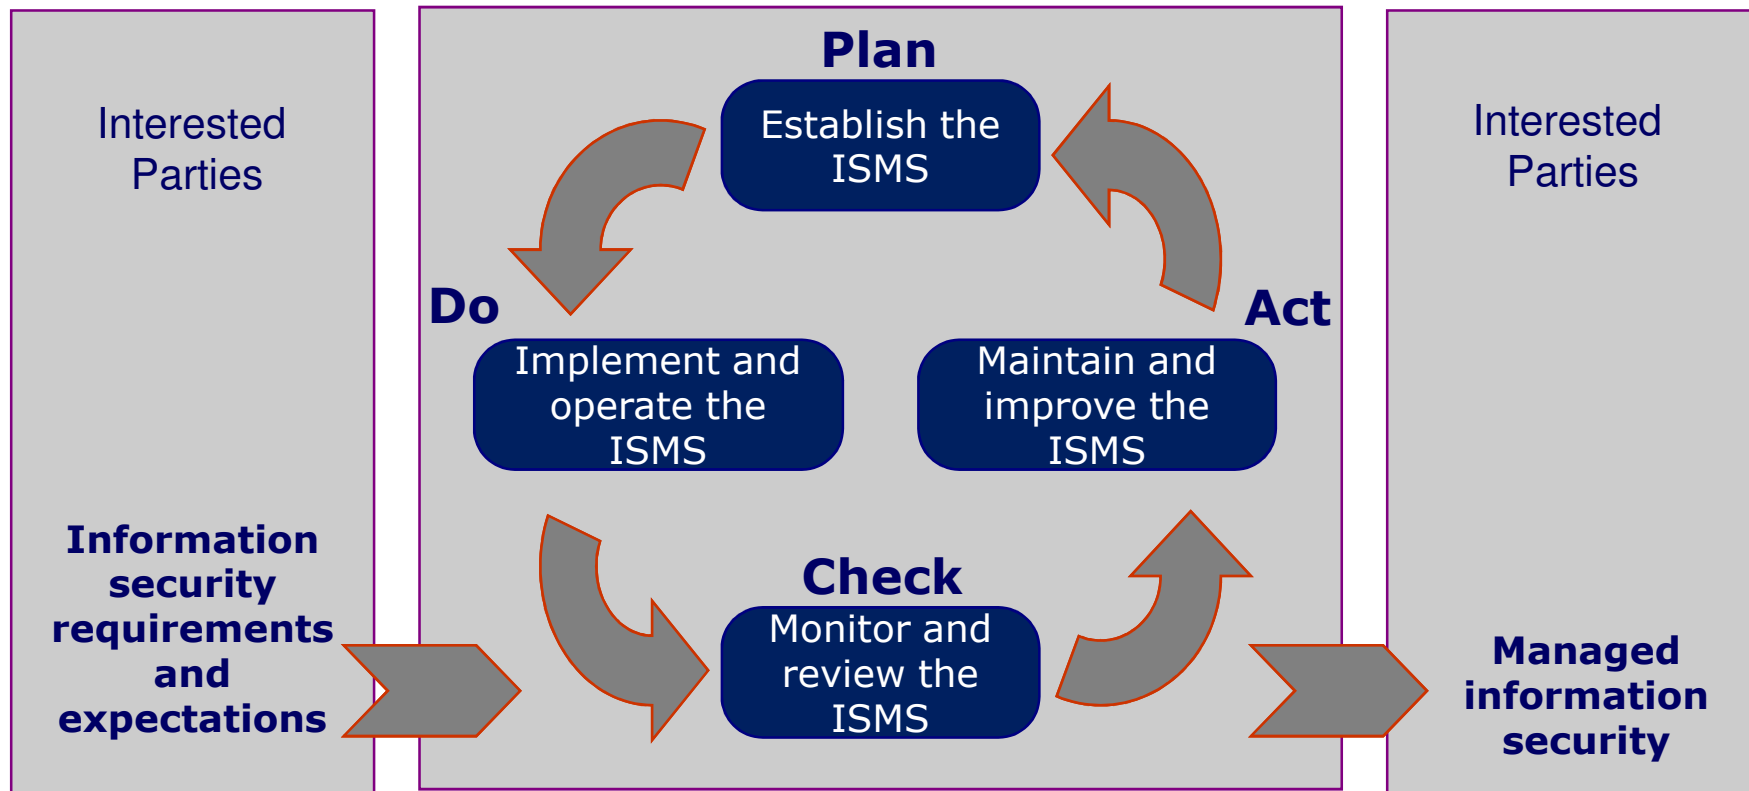 Interested
Parties
Information
security
requirements
and
expectations
Plan
Establish the
ISMS
Do
Implement and
operate the
ISMS
Act
Maintain and
improve the
ISMS
Check
Monitor and
review the
ISMS
Interested
Parties
Managed
information
security